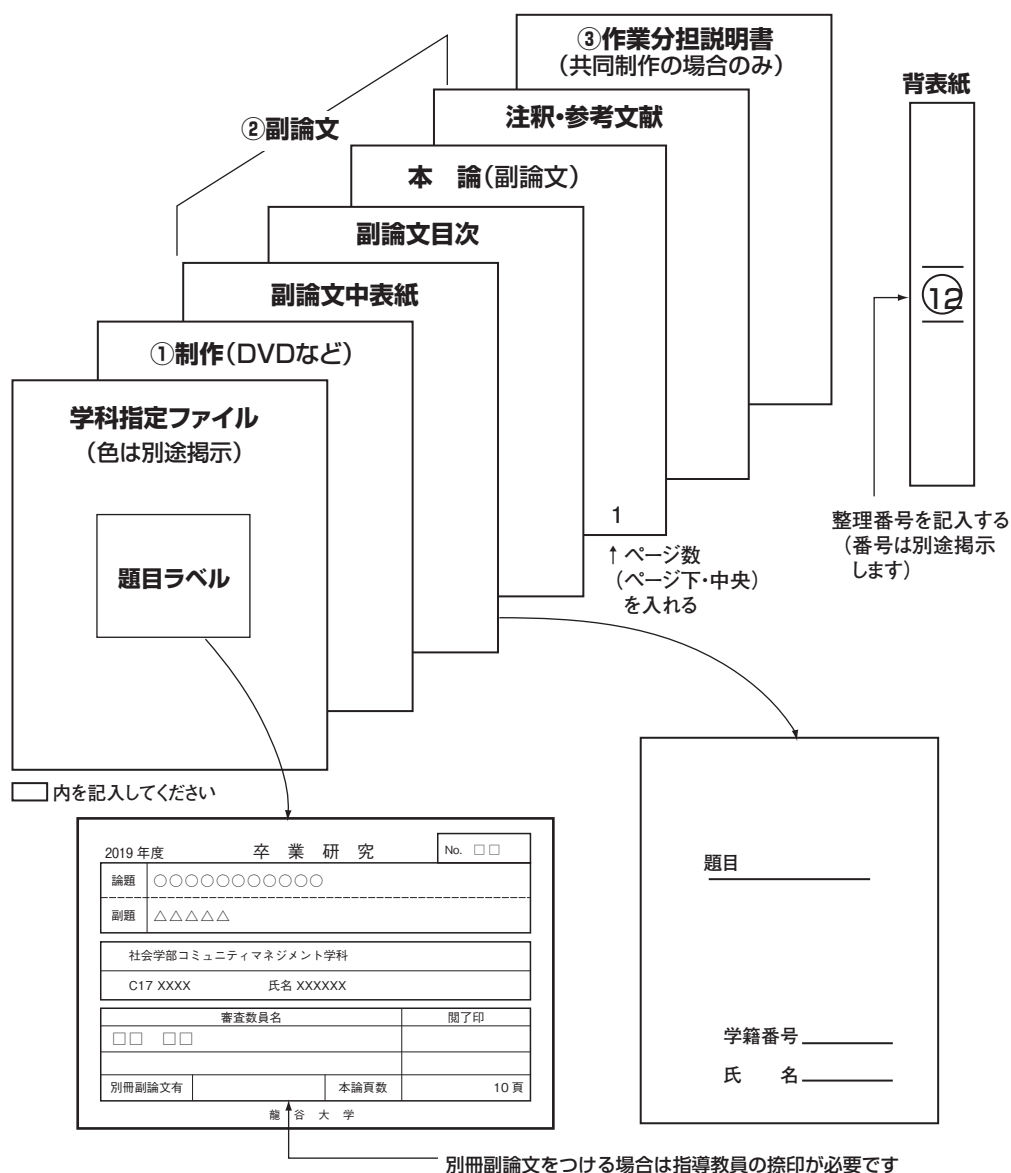 ③作業分担説明書
（共同制作の場合のみ）
背表紙
注釈・参考文献
②副論文
本　論（副論文）
副論文目次
副論文中表紙
⑫
①制作（DVDなど）
学科指定ファイル
（色は別途掲示）
題目ラベル
1
↑ページ数
（ページ下・中央）
を入れる
整理番号を記入する
（番号は別途掲示
します）
内を記入してください
2019 年度　卒　業　研　究　No. □□
論題　○○○○○○○○○○○
副題　△△△△△
社会学部コミュニティマネジメント学科
C17 XXXX　氏名 XXXXXX
審査数員名　閲了印
□□　□□
別冊副論文有　本論頁数　10 頁
龍　谷　大　学
題目
学籍番号
氏　名
別冊副論文をつける場合は指導教員の捺印が必要です